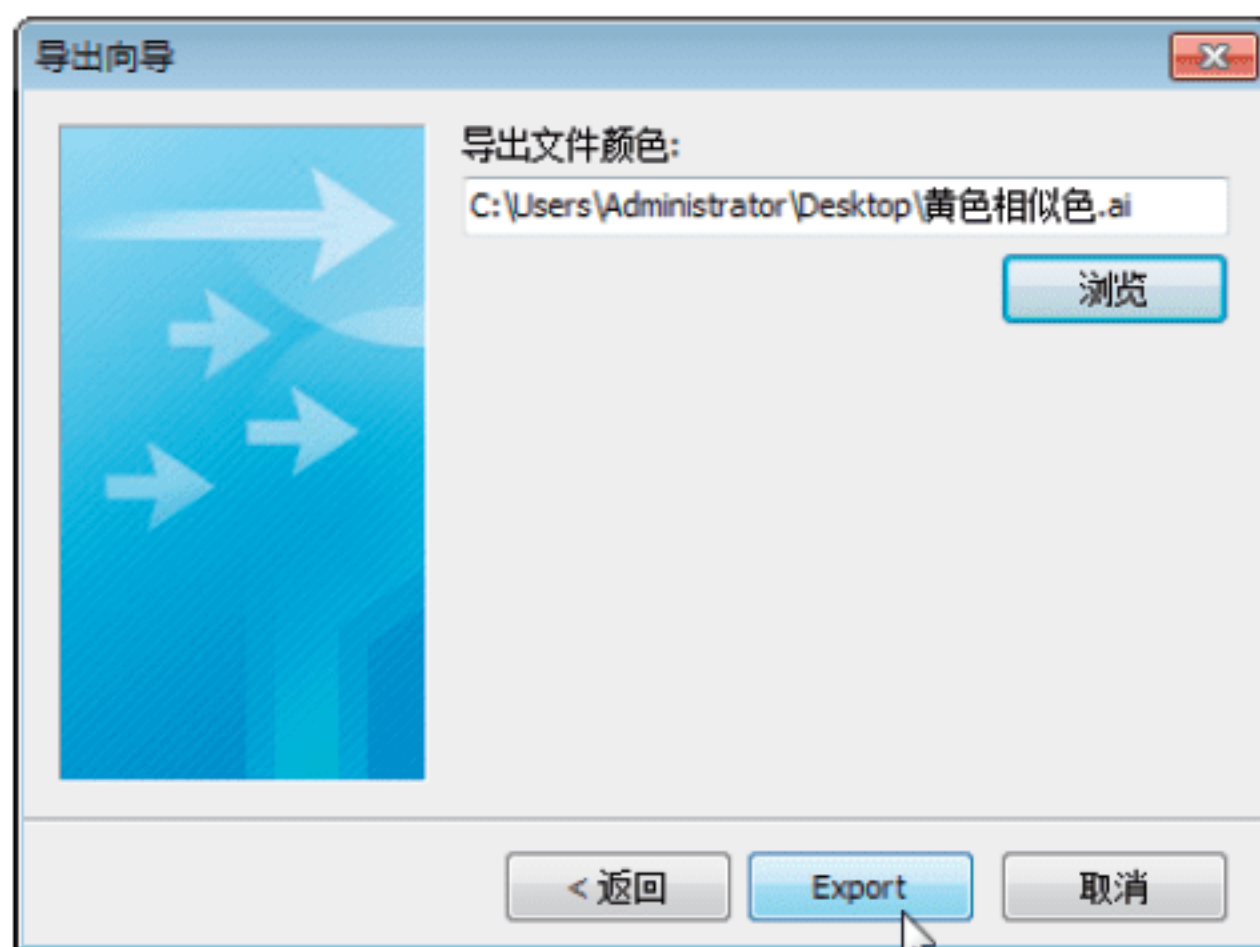 导出向导
导出文件颜色:
C:\Users\Administrator\Desktop\黄色相似色.ai
浏览
< 返回
Export
取消